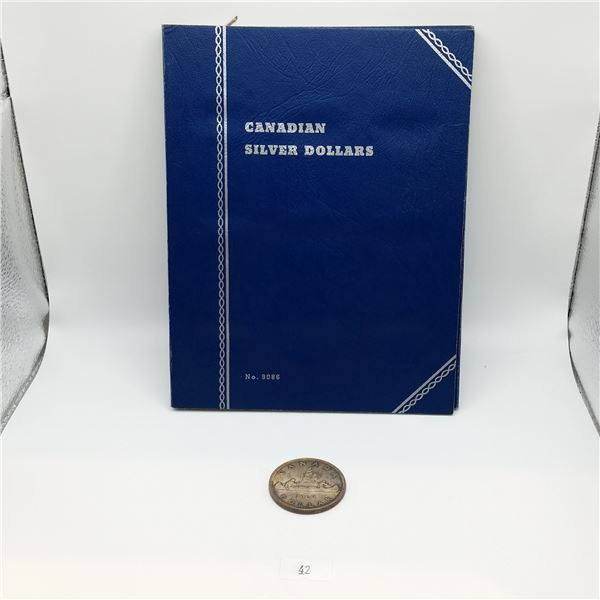 CANADIAN
SILVER DOLLARS
No. 9086
CANADA
DOLLAR
42